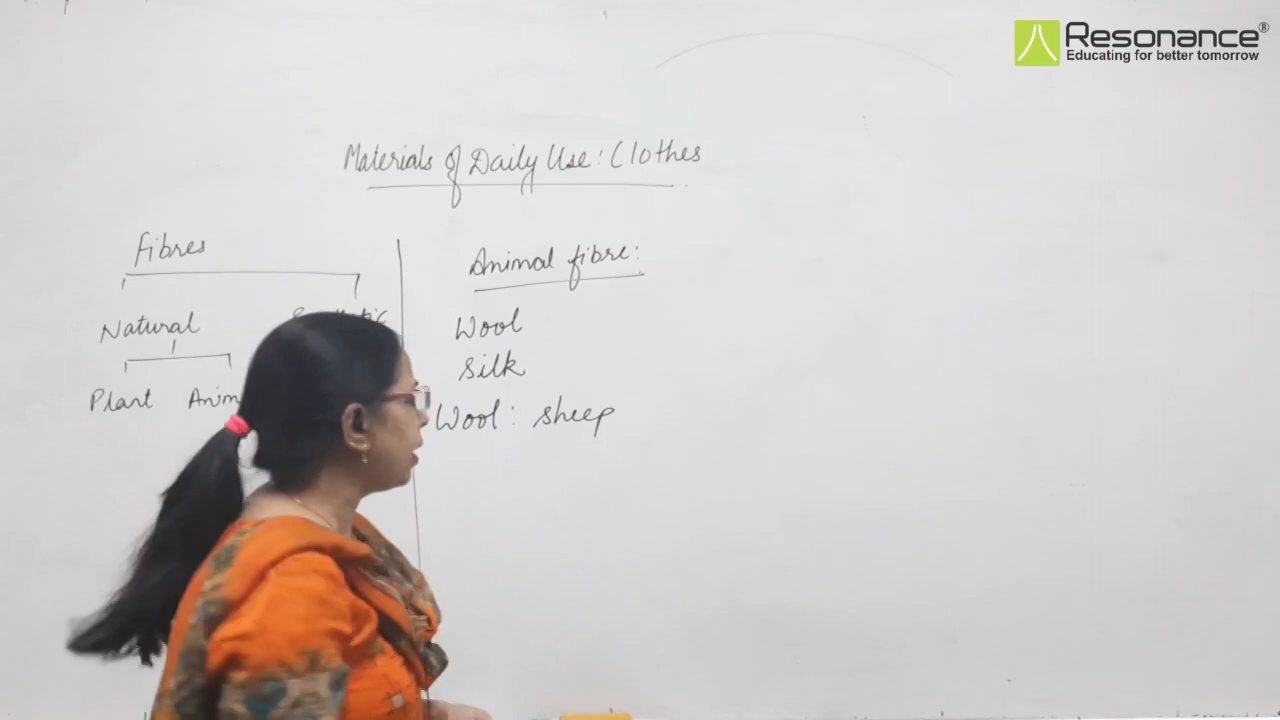 Resonance®
Educating for better tomorrow
Materials of Daily Use: Clothes
Fibres
Natural
Plant
Animal fibre:
Wool
Silk
Wool: sheep